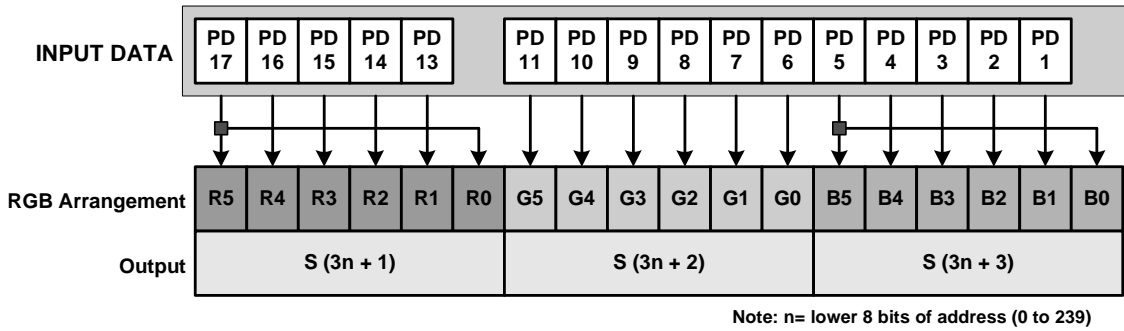 INPUT DATA PD 17 PD 16 PD 15 PD 14 PD 13 PD 11 PD 10 PD 9 PD 8 PD 7 PD 6 PD 5 PD 4 PD 3 PD 2 PD 1
RGB Arrangement R5 R4 R3 R2 R1 R0 G5 G4 G3 G2 G1 G0 B5 B4 B3 B2 B1 B0
Output S (3n + 1) S (3n + 2) S (3n + 3)
Note: n= lower 8 bits of address (0 to 239)